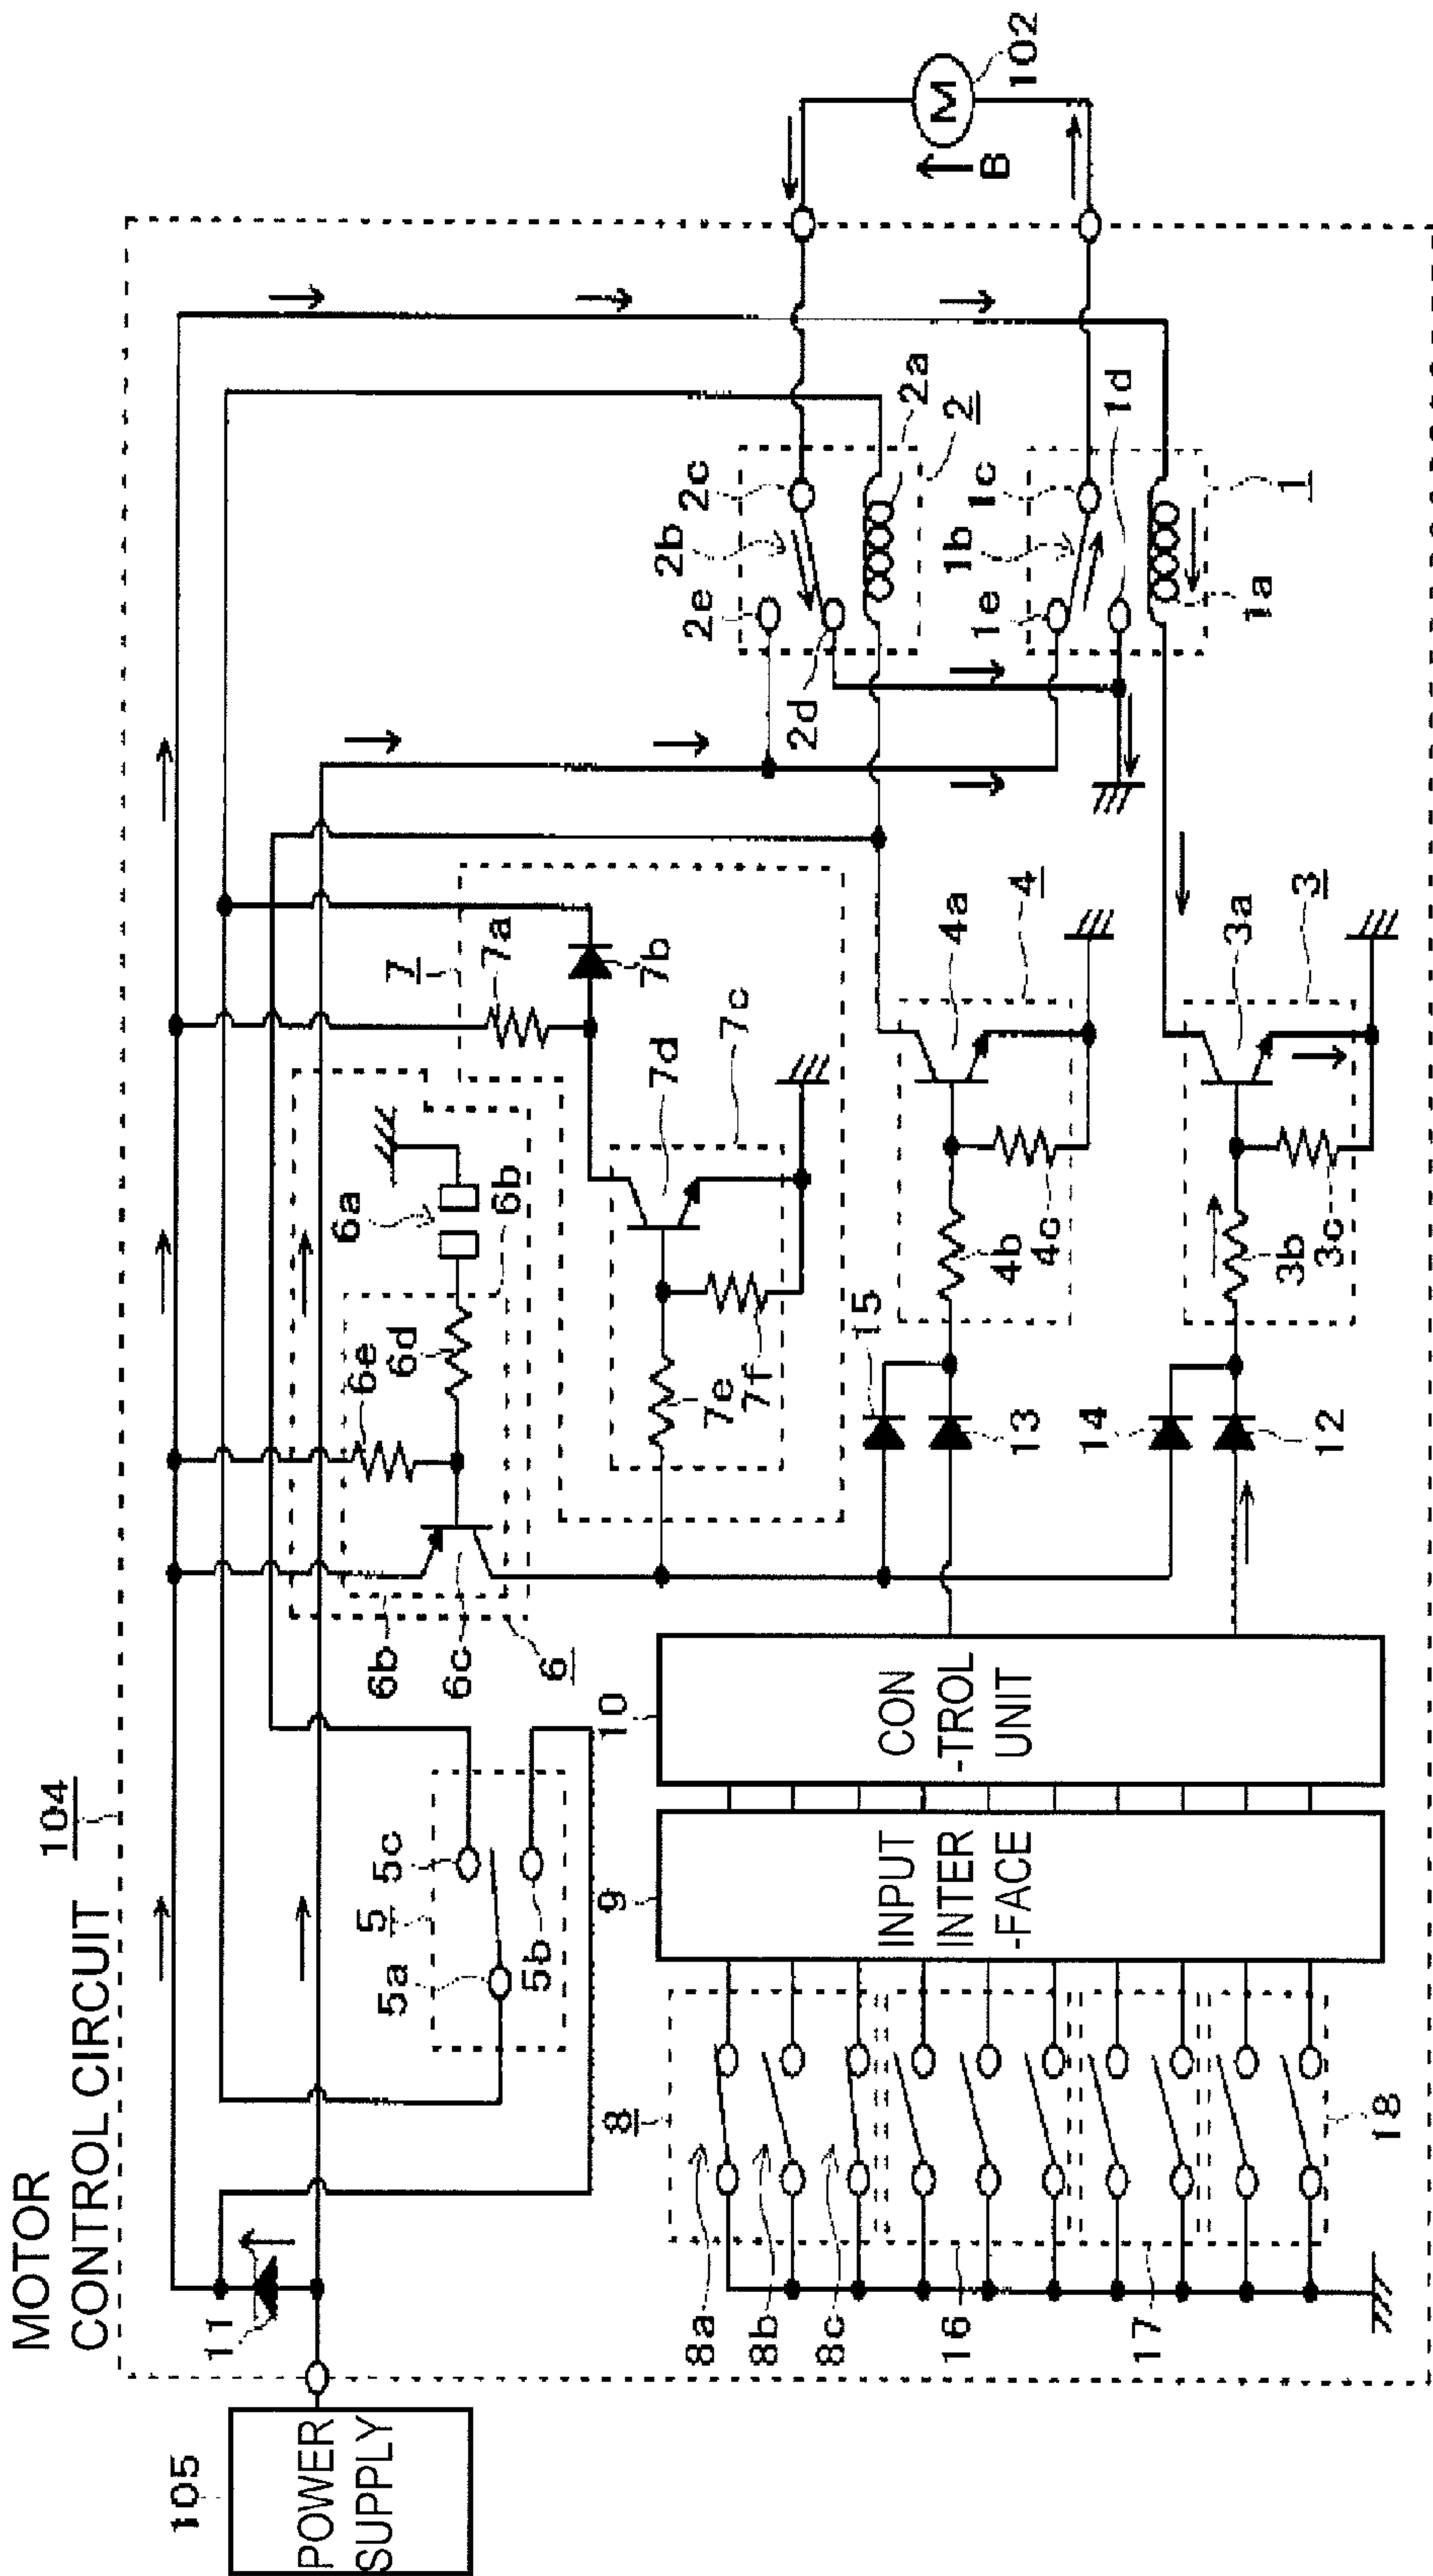 MOTOR
CONTROL CIRCUIT
104
105
POWER
SUPPLY
11
5a
5
5c
5b
6b
6c
6
6e
6d
6a
6b
7
7a
7b
7c
7d
7e
7f
8
8a
8b
8c
16
17
18
9
INPUT
INTER
-FACE
10
CON
-TROL
UNIT
15
13
14
12
4
4a
4b
4c
3
3a
3b
3c
2
2a
2b
2c
2d
2e
1
1a
1b
1c
1d
1e
M
B
102